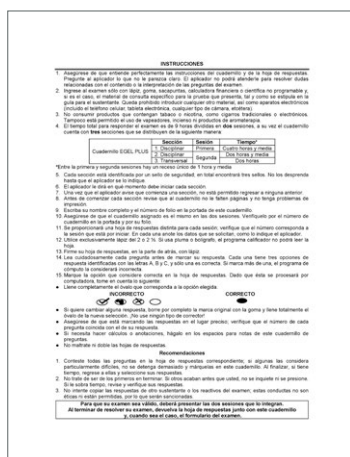 INSTRUCCIONES
1. Asegúrese de que entiende perfectamente las instrucciones del cuadernillo y de la hoja de respuestas.
Pregunte al aplicador lo que no le parezca claro. El aplicador no podrá atenderle para resolver dudas
relacionadas con el contenido o la interpretación de las preguntas del examen.
2. Ingrese al examen sólo con lápiz, goma, sacapuntas, calculadora financiera o científica no programable y,
si es el caso, el material de consulta específico para la prueba que presenta, tal y como se estipula en la
guía para el sustentante. Queda prohibido introducir cualquier otro material, así como aparatos electrónicos
(incluido el teléfono celular, tableta electrónica, cualquier tipo de cámara, etcétera).
3. No consumir productos que contengan tabaco o nicotina, como cigarros tradicionales o electrónicos.
Tampoco está permitido el uso de vapeadores, incienso ni productos de aromaterapia.
4. El tiempo total para responder el examen es de 9 horas divididas en dos sesiones, a su vez el cuadernillo
cuenta con tres secciones que se distribuyen de la siguiente manera:
Sección Sesión Tiempo*
Cuadernillo EGEL PLUS
1 Disciplinar Primera Cuatro horas y media
2 Disciplinar Segunda Dos horas y media
3 Transversal Dos horas
*Entre la primera y segunda sesiones hay un receso único de 1 hora y media
5. Cada sección está identificada por un sello de seguridad, en total encontrará tres sellos. No los desprenda
hasta que el aplicador se lo indique.
6. El aplicador le dirá en qué momento debe iniciar cada sección.
7. Una vez que el aplicador anuncie que comienza una sección, no está permitido regresar a ninguna anterior.
8. Antes de comenzar cada sección revise que al cuadernillo no le falten páginas y no tenga problemas de
impresión.
9. Escriba su nombre completo y el número de folio en la portada de este cuadernillo.
10. Asegúrese de que el cuadernillo asignado es el mismo en las dos sesiones. Verifíquelo por el número de
cuadernillo en la portada y por su folio.
11. Se proporcionará una hoja de respuestas distinta para cada sesión, verifique que el número corresponda a
la sesión que está por iniciar. En cada una anote los datos que se solicitan, como lo indique el aplicador.
12. Utilice exclusivamente lápiz del 2 o 2 ½. Si usa pluma o bolígrafo, el programa calificador no podrá leer la
hoja.
13. Firme su hoja de respuestas, en la parte de atrás, con lápiz.
14. Lea cuidadosamente cada pregunta antes de marcar su respuesta. Cada una tiene tres opciones de
respuesta identificadas con las letras A, B y C, y sólo una es correcta. Si marca más de una, el programa de
cómputo la considerará incorrecta.
15. Marque la opción que considere correcta en la hoja de respuestas. Dado que ésta se procesará por
computadora, tome en cuenta lo siguiente:
● Llene completamente el óvalo que corresponda a la opción elegida.
INCORRECTO CORRECTO
● Si quiere cambiar alguna respuesta, borre por completo la marca original con la goma y llene totalmente el
óvalo de la nueva selección. ¡No use ningún tipo de corrector!
● Asegúrese de que está marcando las respuestas en el lugar preciso; verifique que el número de cada
pregunta coincida con el de su respuesta.
● Si necesita hacer cálculos o anotaciones, hágalo en los espacios para notas de este cuadernillo de
preguntas.
● No maltrate ni doble las hojas de respuestas.
Recomendaciones
1. Conteste todas las preguntas en la hoja de respuestas correspondiente; si algunas las considera
particularmente difíciles, no se detenga demasiado y márquelas en este cuadernillo. Al finalizar, si tiene
tiempo, regrese a ellas y seleccione sus respuestas.
2. No trate de ser de los primeros en terminar. Si otros acaban antes que usted, no se inquiete ni se presione.
Si le sobra tiempo, revise y verifique sus respuestas.
3. No intente copiar las respuestas de otro sustentante o los reactivos del examen; estas conductas no son
éticas ni están permitidas, por lo que serán sancionadas.
Para que su examen sea válido, deberá presentar las dos sesiones que lo integran.
Al terminar de resolver su examen, devuelva la hoja de respuestas junto con este cuadernillo
y, cuando sea el caso, el formulario del examen.